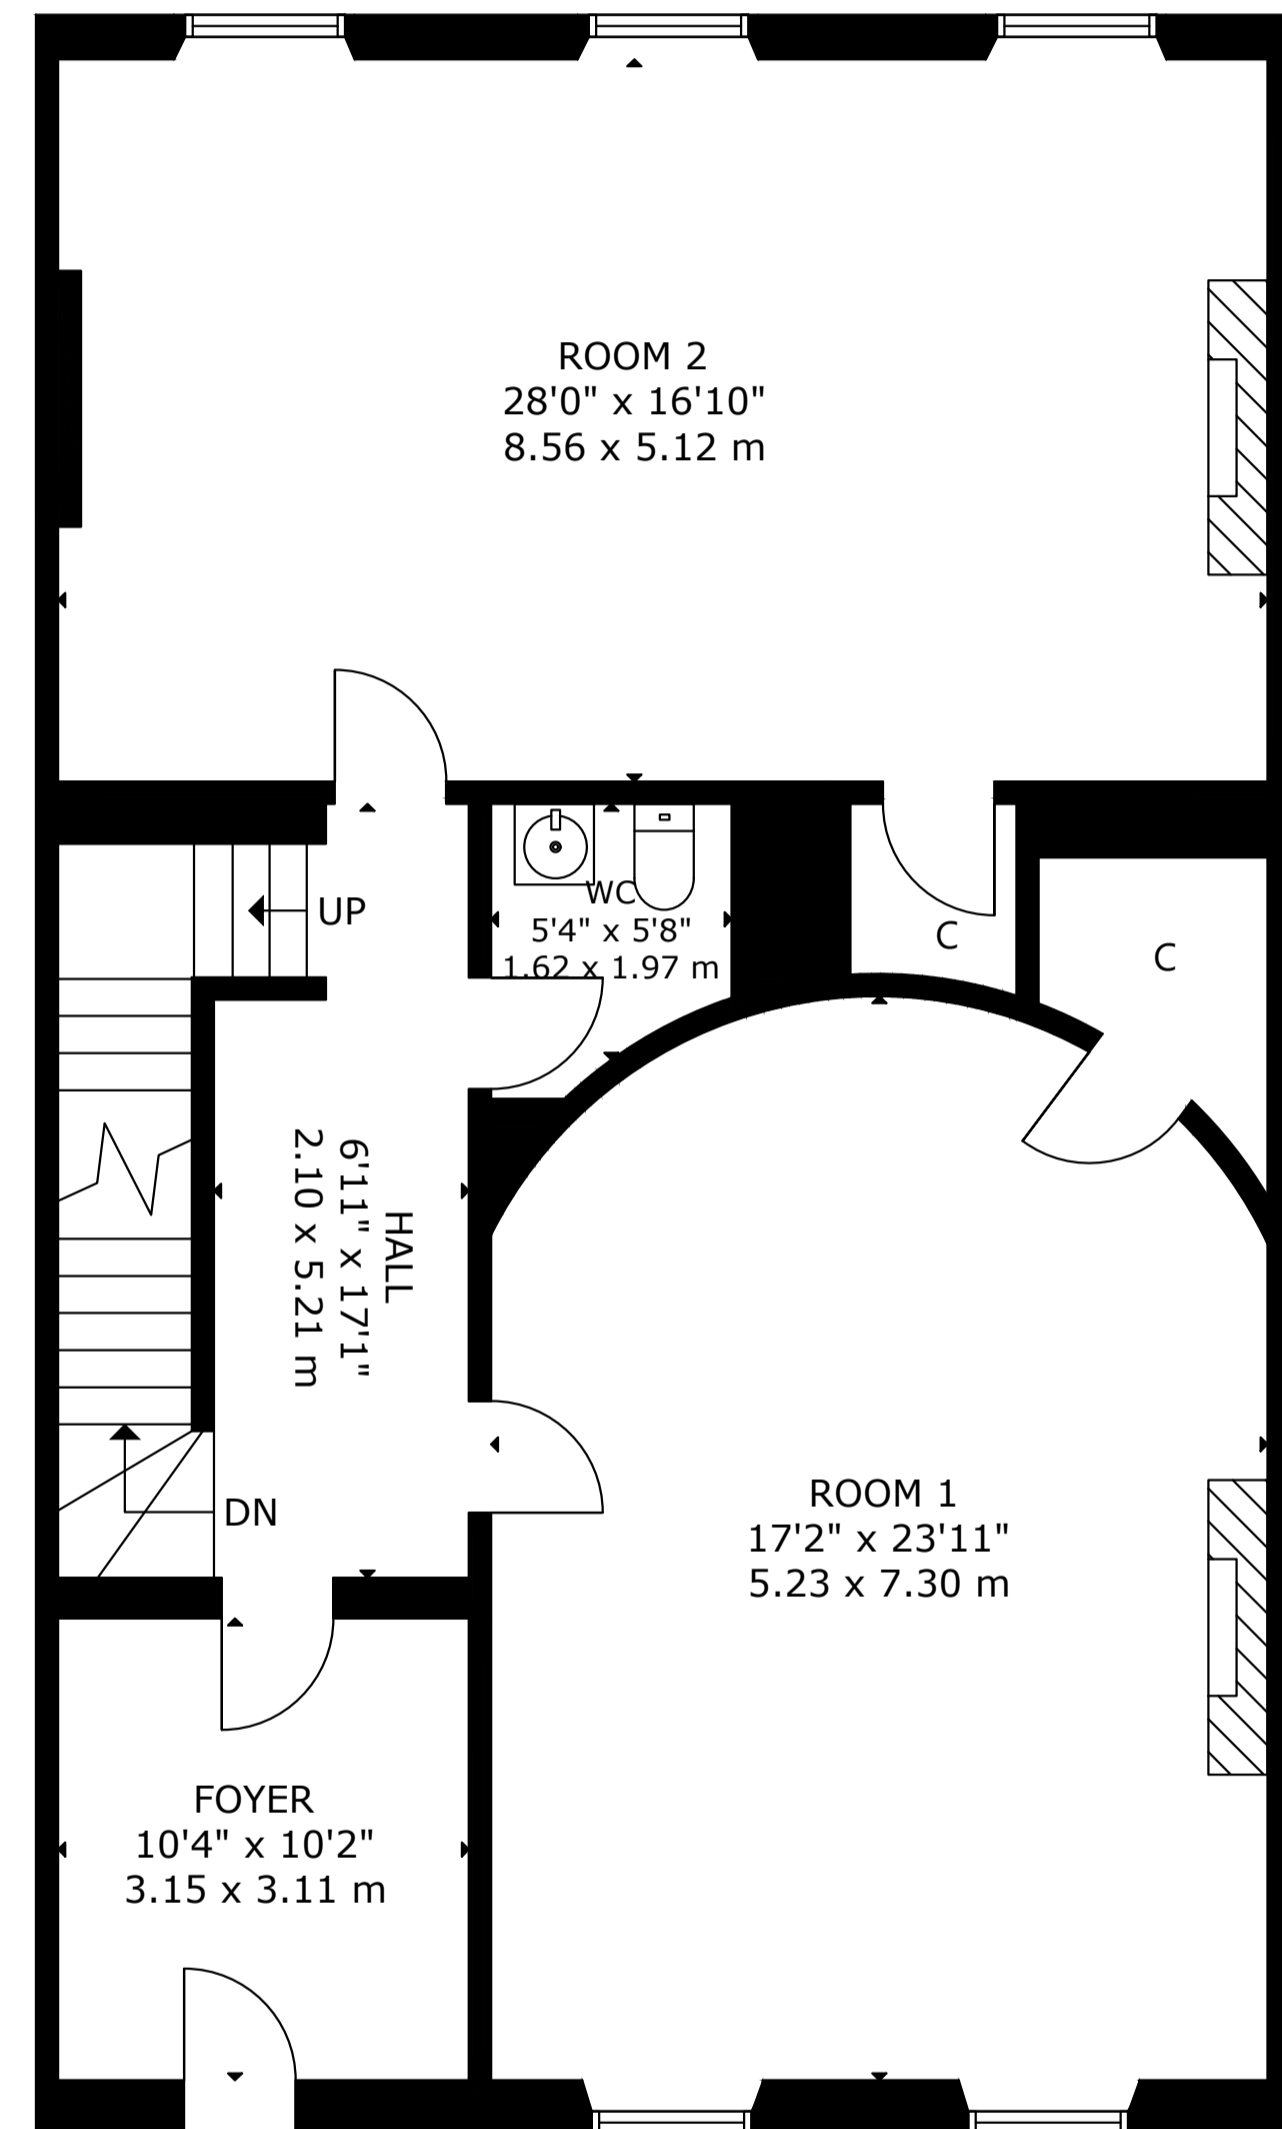 ROOM 2
28'0" x 16'10"
8.56 x 5.12 m
UP
WC
5'4" x 5'8"
1.62 x 1.97 m
C
C
HALL
6'11" x 17'1"
2.10 x 5.21 m
DN
ROOM 1
17'2" x 23'11"
5.23 x 7.30 m
FOYER
10'4" x 10'2"
3.15 x 3.11 m